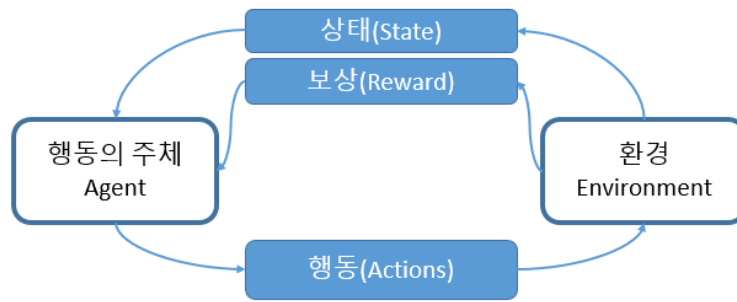 상태(State)
보상(Reward)
행동의 주체
Agent
환경
Environment
행동(Actions)